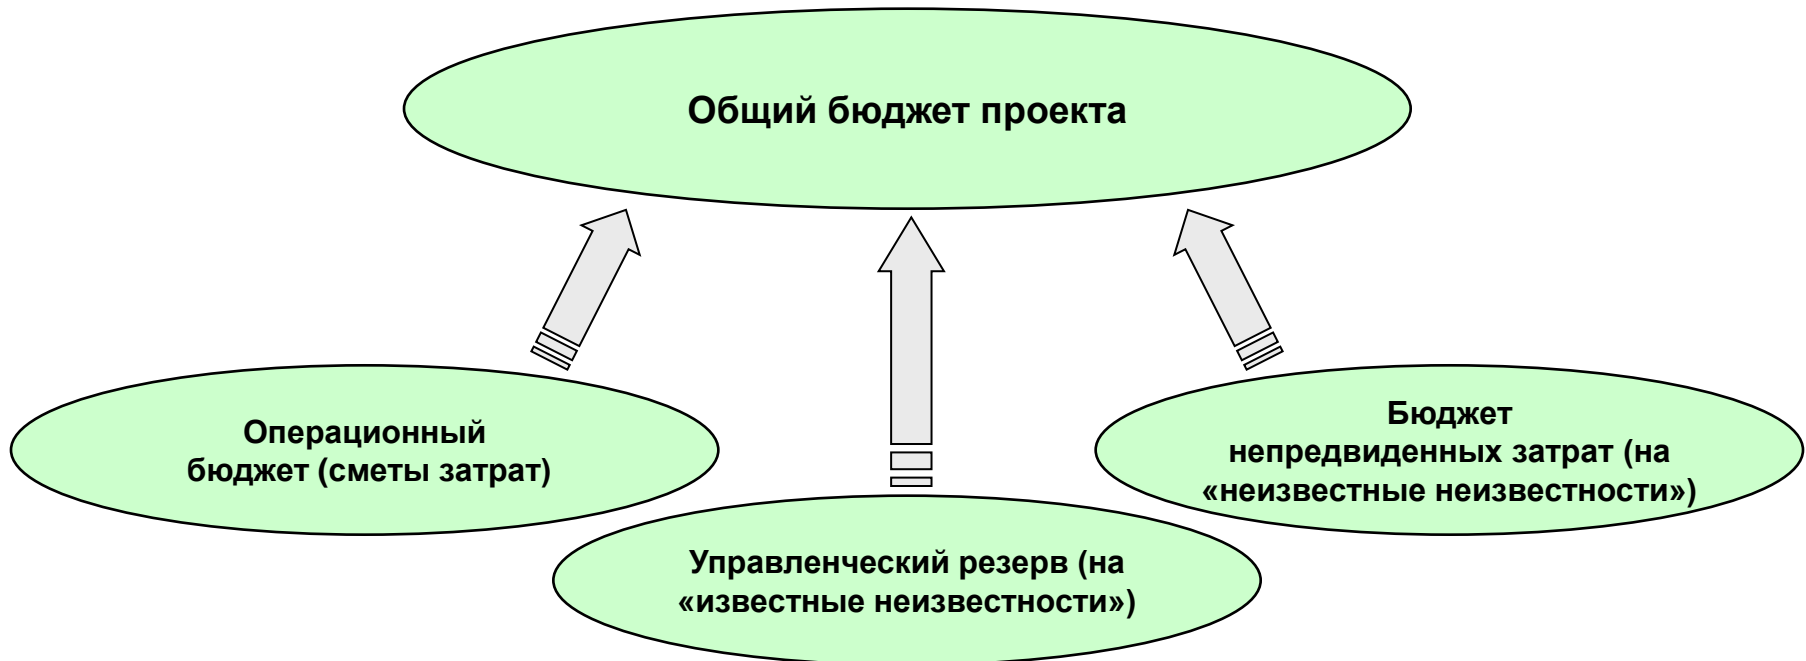 Общий бюджет проекта
Операционный
бюджет (сметы затрат)
Бюджет
непредвиденных затрат (на
«неизвестные неизвестности»)
Управленческий резерв (на
«известные неизвестности»)